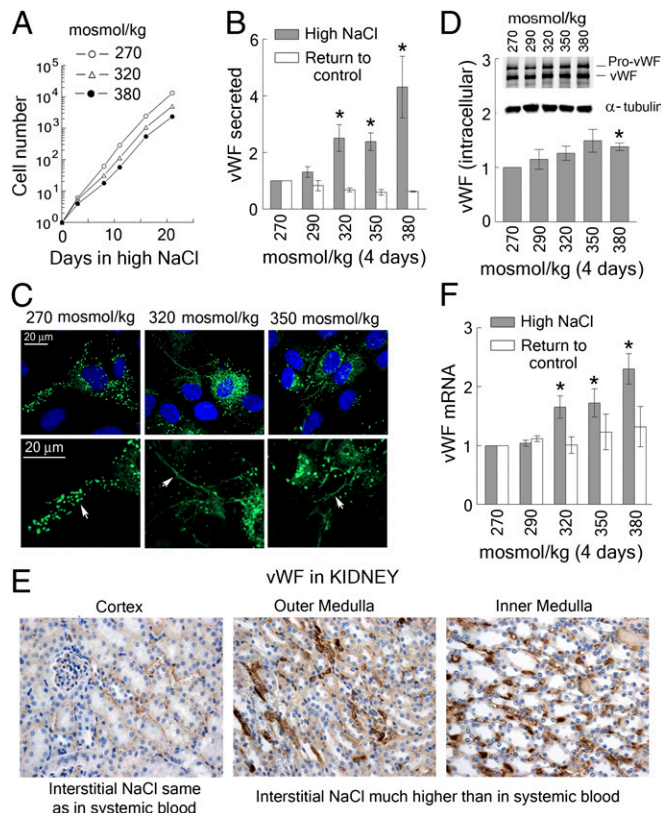 A
mosmol/kg
270
320
380
Cell number
10^5
10^4
10^3
10^2
10^1
10^0
0 10 20
Days in high NaCl
B
High NaCl
Return to
control
vWF secreted
6
4
2
0
* * *
270 290 320 350 380
mosmol/kg (4 days)
D
mosmol/kg
270 290 320 350 380
Pro-vWF
vWF
α-tubulin
vWF (intracellular)
3
2
1
*
270 290 320 350 380
mosmol/kg (4 days)
C
270 mosmol/kg 320 mosmol/kg 350 mosmol/kg
20 µm
20 µm
F
High NaCl
Return to
control
vWF mRNA
3
2
1
0
* * *
270 290 320 350 380
mosmol/kg (4 days)
E
vWF in KIDNEY
Cortex Outer Medulla Inner Medulla
Interstitial NaCl same
as in systemic blood
Interstitial NaCl much higher than in systemic blood